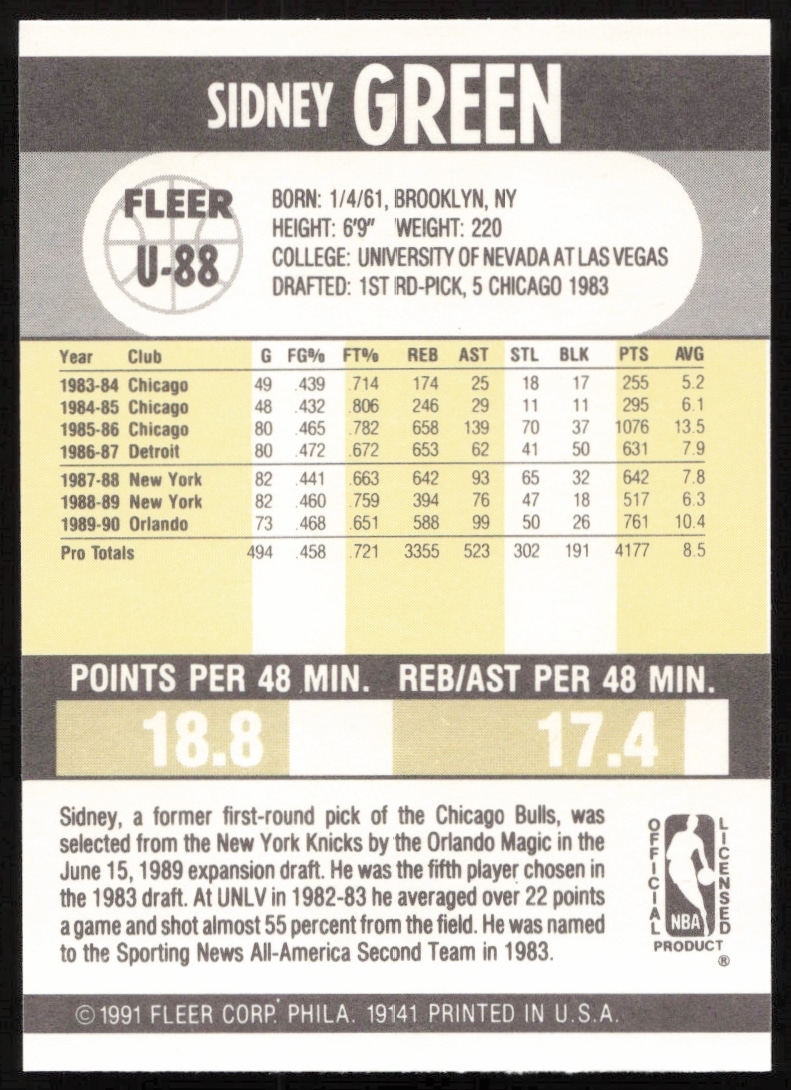 SIDNEY GREEN
FLEER
U-88
BORN: 1/4/61, BROOKLYN, NY
HEIGHT: 6'9" WEIGHT: 220
COLLEGE: UNIVERSITY OF NEVADA AT LAS VEGAS
DRAFTED: 1ST RD-PICK, 5 CHICAGO 1983
Year Club G FG% FT% REB AST STL BLK PTS AVG
1983-84 Chicago 49 .439 .714 174 25 18 17 255 5.2
1984-85 Chicago 48 .432 .806 246 29 11 11 295 6.1
1985-86 Chicago 80 .465 .782 658 139 70 37 1076 13.5
1986-87 Detroit 80 .472 .672 653 62 41 50 631 7.9
1987-88 New York 82 .441 .663 642 93 65 32 642 7.8
1988-89 New York 82 .460 .759 394 76 47 18 517 6.3
1989-90 Orlando 73 .468 .651 588 99 50 26 761 10.4
Pro Totals 494 .458 .721 3355 523 302 191 4177 8.5
POINTS PER 48 MIN. REB/AST PER 48 MIN.
18.8 17.4
Sidney, a former first-round pick of the Chicago Bulls, was
selected from the New York Knicks by the Orlando Magic in the
June 15, 1989 expansion draft. He was the fifth player chosen in
the 1983 draft. At UNLV in 1982-83 he averaged over 22 points
a game and shot almost 55 percent from the field. He was named
to the Sporting News All-America Second Team in 1983.
OFFICIAL
LICENSED
NBA
PRODUCT
®
© 1991 FLEER CORP. PHILA. 19141 PRINTED IN U.S.A.